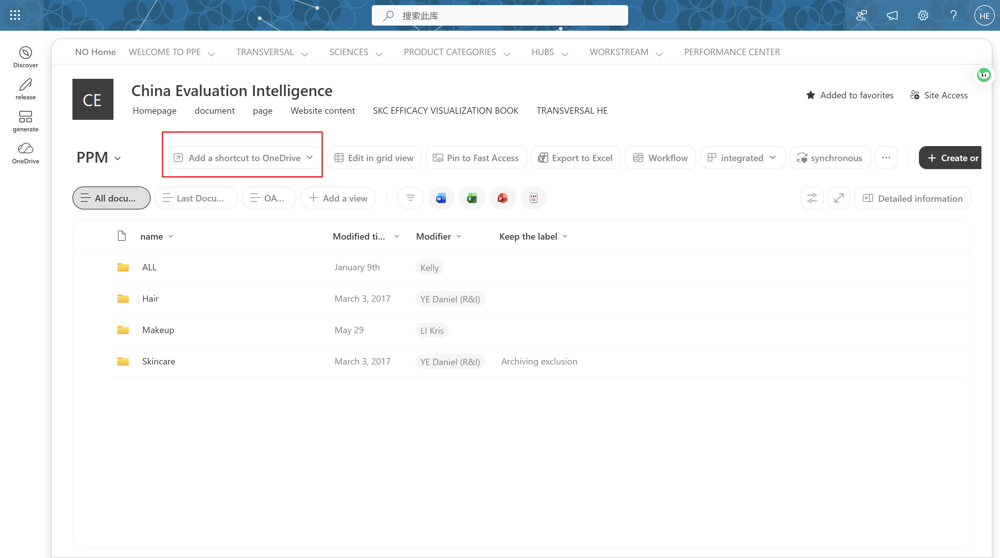 搜索此库
HE
Discover
release
generate
OneDrive
NO Home WELCOME TO PPE TRANSVERSAL SCIENCES PRODUCT CATEGORIES HUBS WORKSTREAM PERFORMANCE CENTER
CE
China Evaluation Intelligence
Homepage document page Website content SKC EFFICACY VISUALIZATION BOOK TRANSVERSAL HE
Added to favorites Site Access
PPM Add a shortcut to OneDrive Edit in grid view Pin to Fast Access Export to Excel Workflow integrated synchronous ... + Create or
All docu... Last Docu... OA... + Add a view Detailed information
name Modified ti... Modifier Keep the label
ALL January 9th Kelly
Hair March 3, 2017 YE Daniel (R&I)
Makeup May 29 LI Kris
Skincare March 3, 2017 YE Daniel (R&I) Archiving exclusion